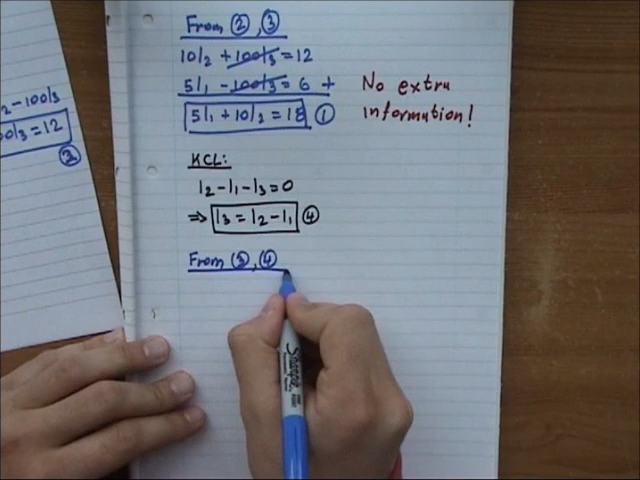 From ②, ③
10I₂ + 100I₃ = 12
5I₁ - 100I₃ = 6 +
5I₁ + 10I₂ = 18 ①
No extra
information!
KCL:
I₂ - I₁ - I₃ = 0
⇒ I₃ = I₂ - I₁ ④
From ③, ④
₂ - 100I₃
00I₃ = 12
②
Sharpie